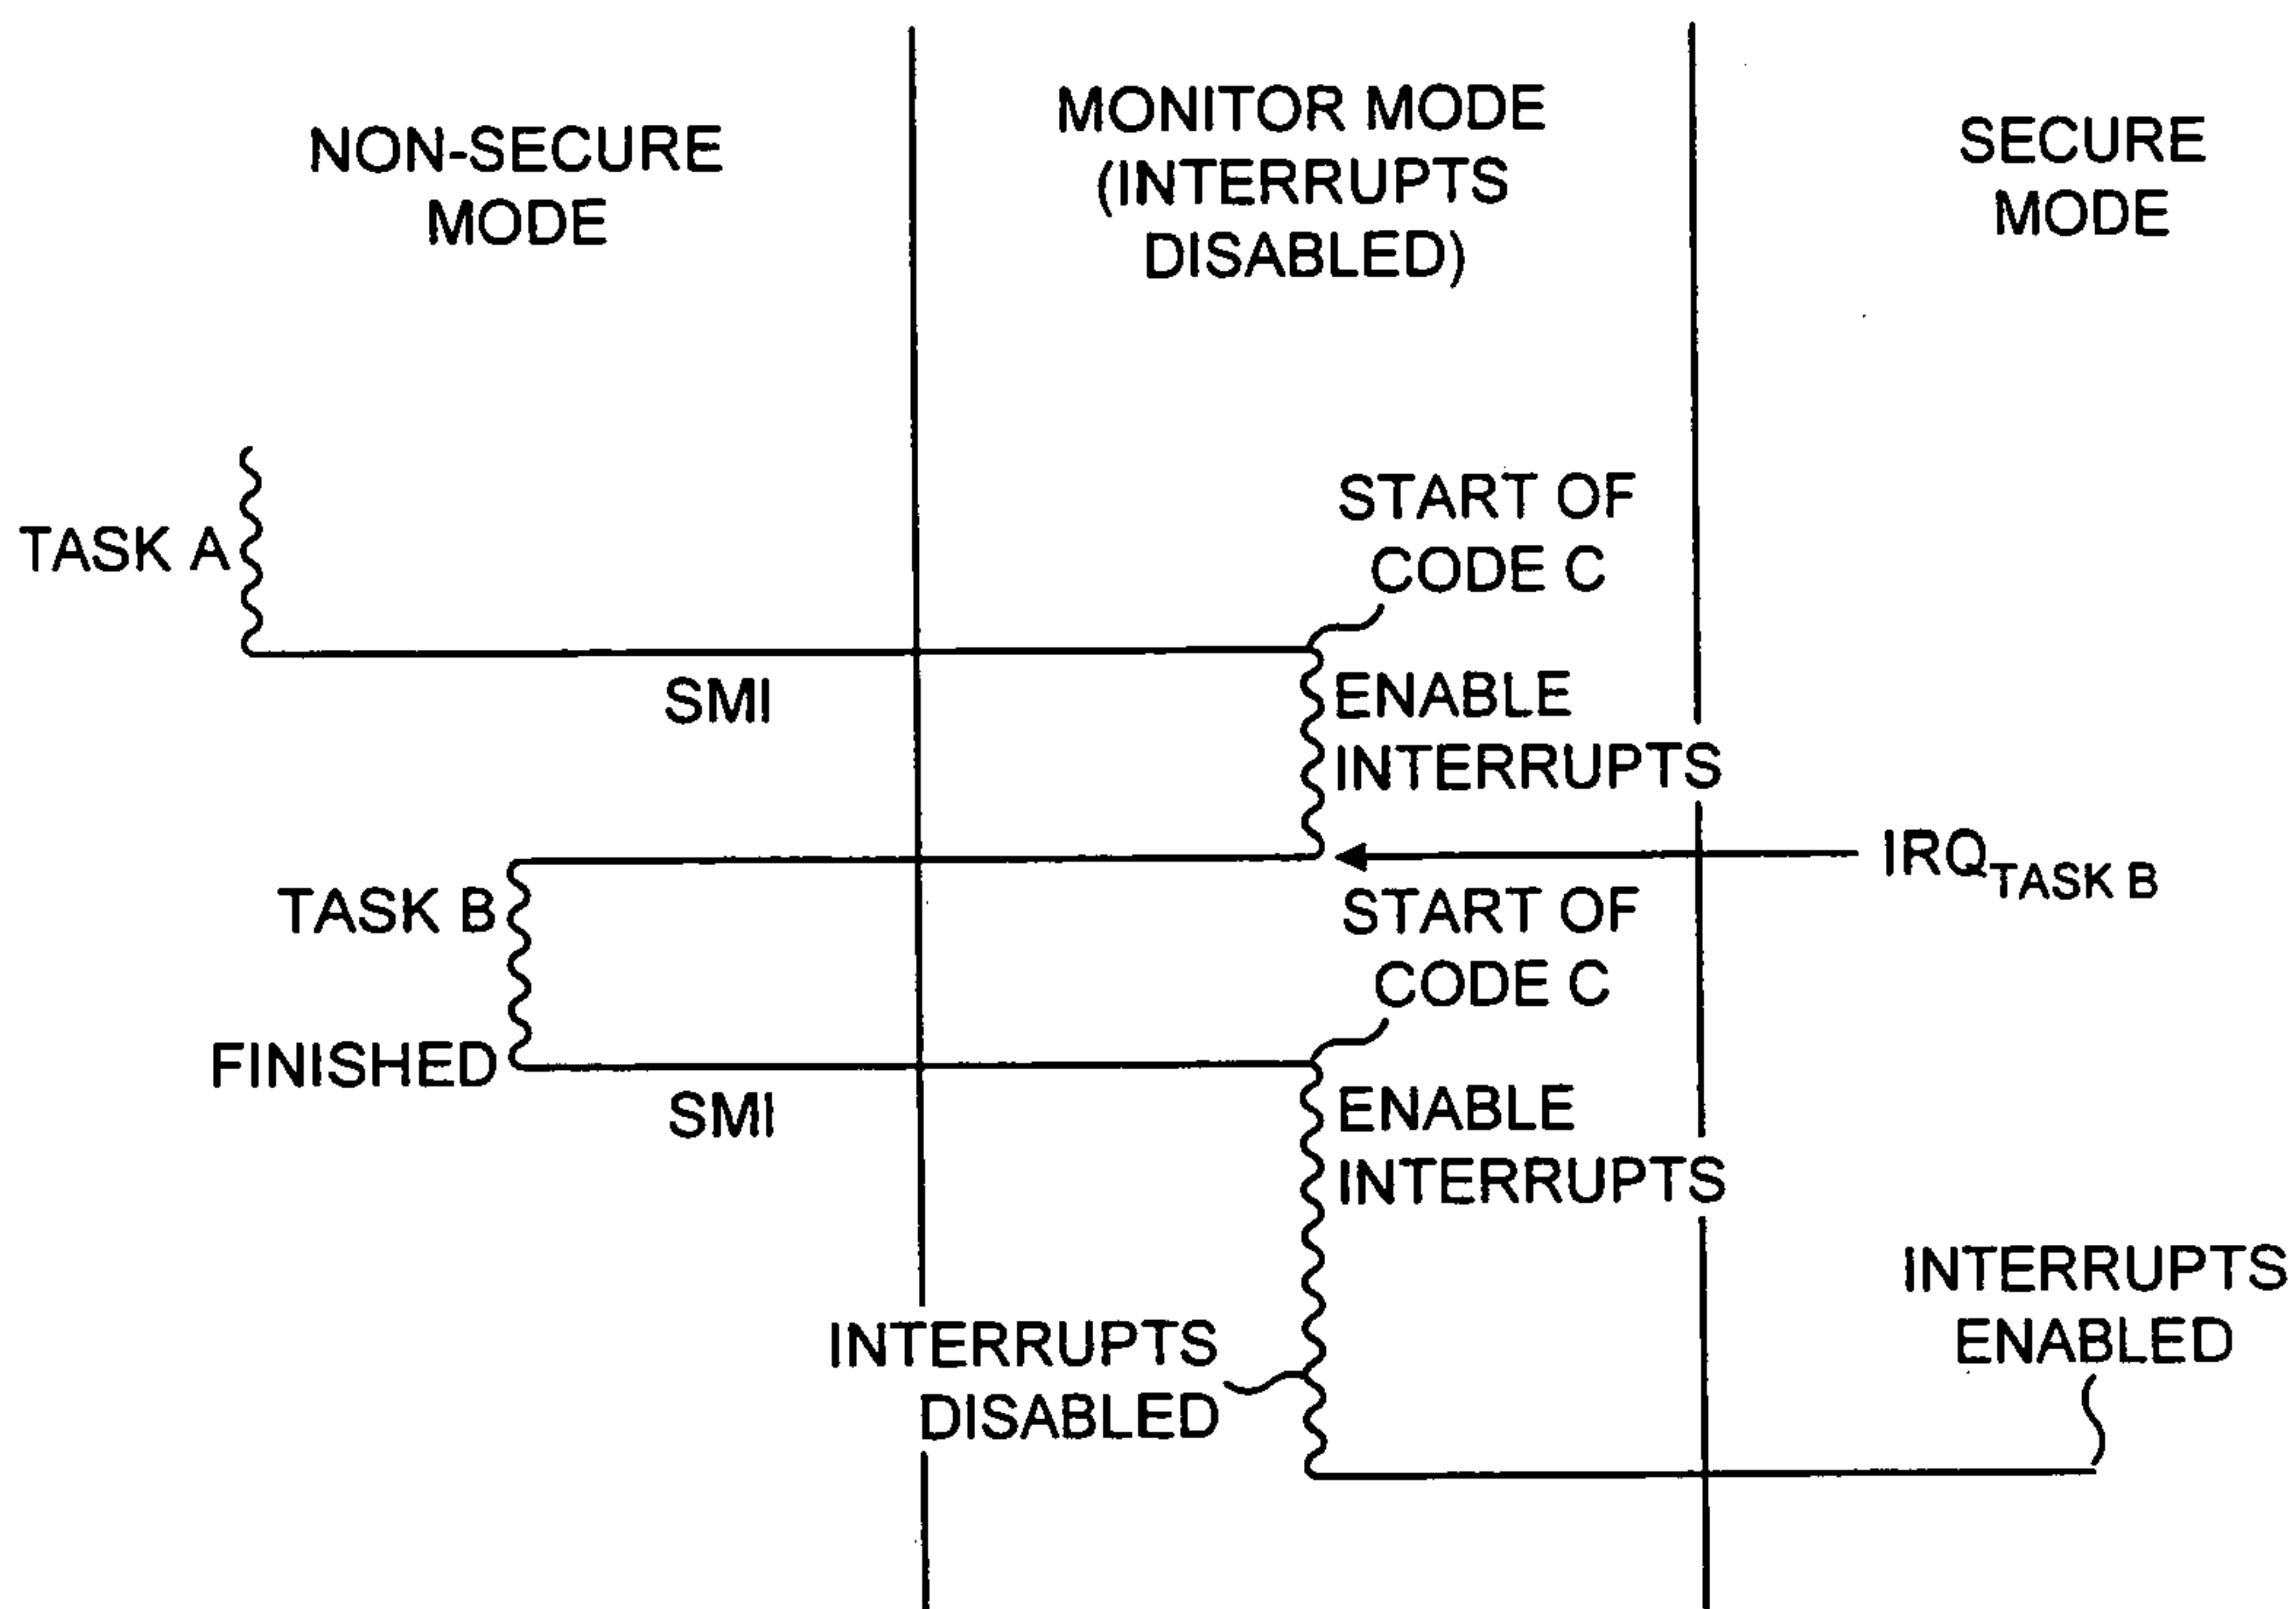 NON-SECURE
MODE
MONITOR MODE
(INTERRUPTS
DISABLED)
SECURE
MODE
TASK A
START OF
CODE C
SMI
ENABLE
INTERRUPTS
IRQTASK B
TASK B
START OF
CODE C
FINISHED
SMI
ENABLE
INTERRUPTS
INTERRUPTS
DISABLED
INTERRUPTS
ENABLED